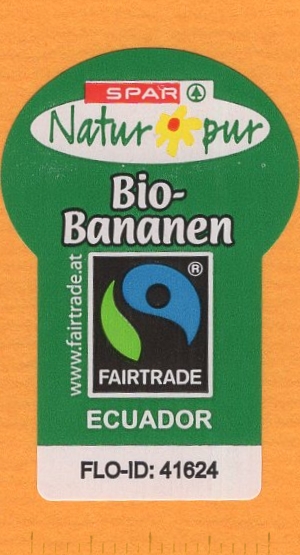 SPAR
Natur pur
Bio-
Bananen
www.fairtrade.at
®
FAIRTRADE
ECUADOR
FLO-ID: 41624